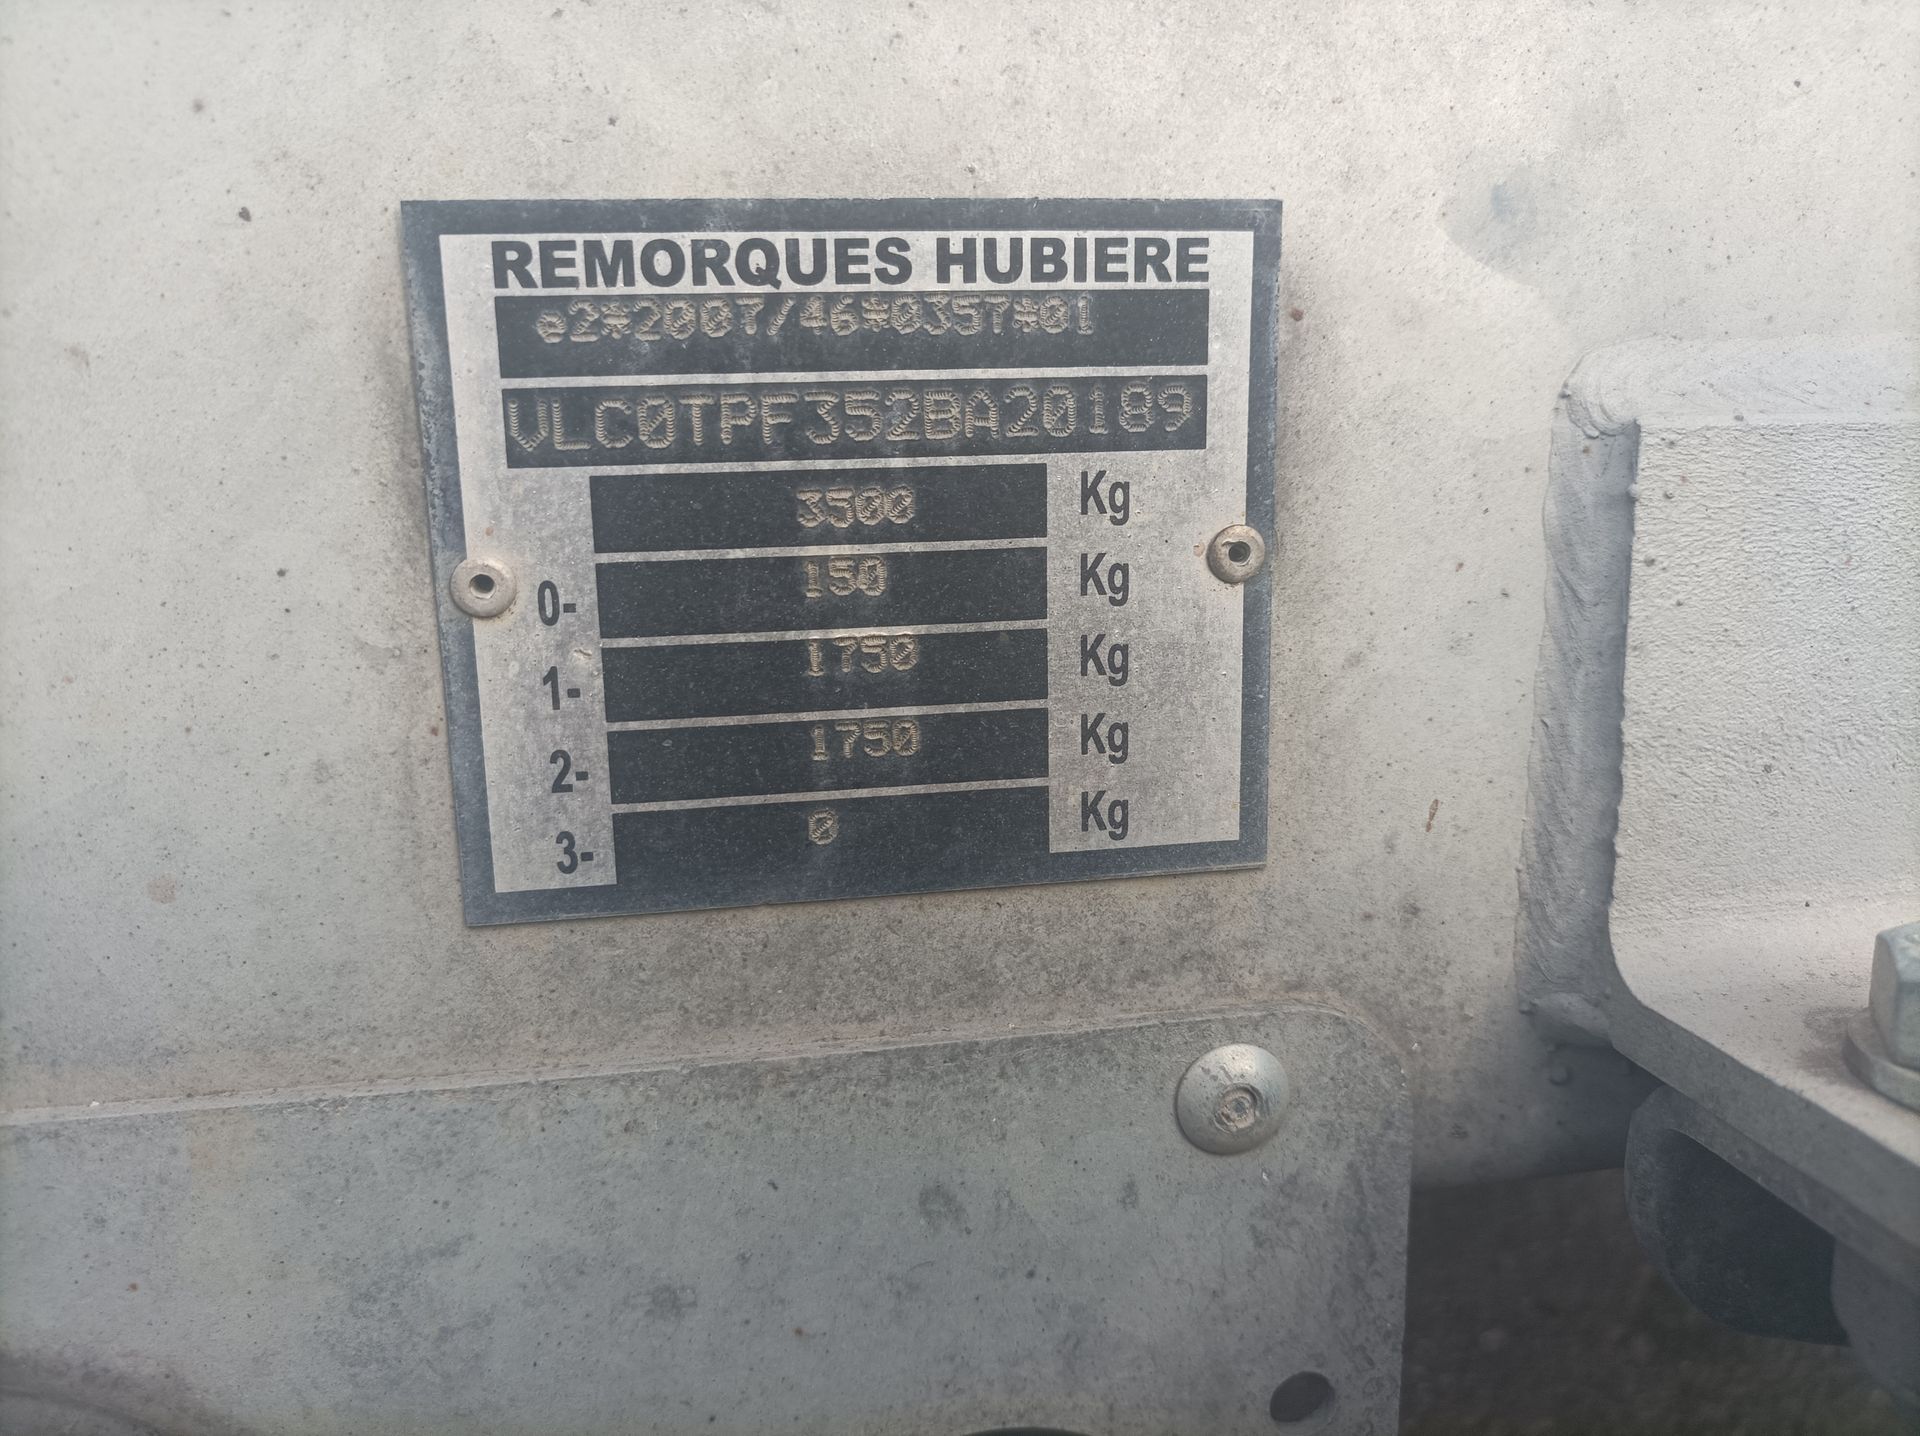 REMORQUES HUBIERE
e2*2007/46*0357*01
VLC0TPF352BA20189
3500 Kg
0- 150 Kg
1- 1750 Kg
2- 1750 Kg
3- 0 Kg